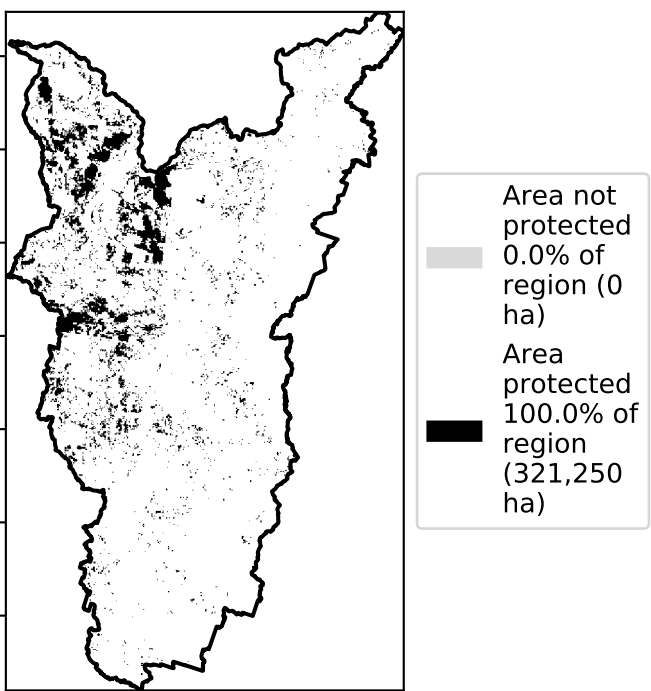 Area not
protected
0.0% of
region (0
ha)
Area
protected
100.0% of
region
(321,250
ha)